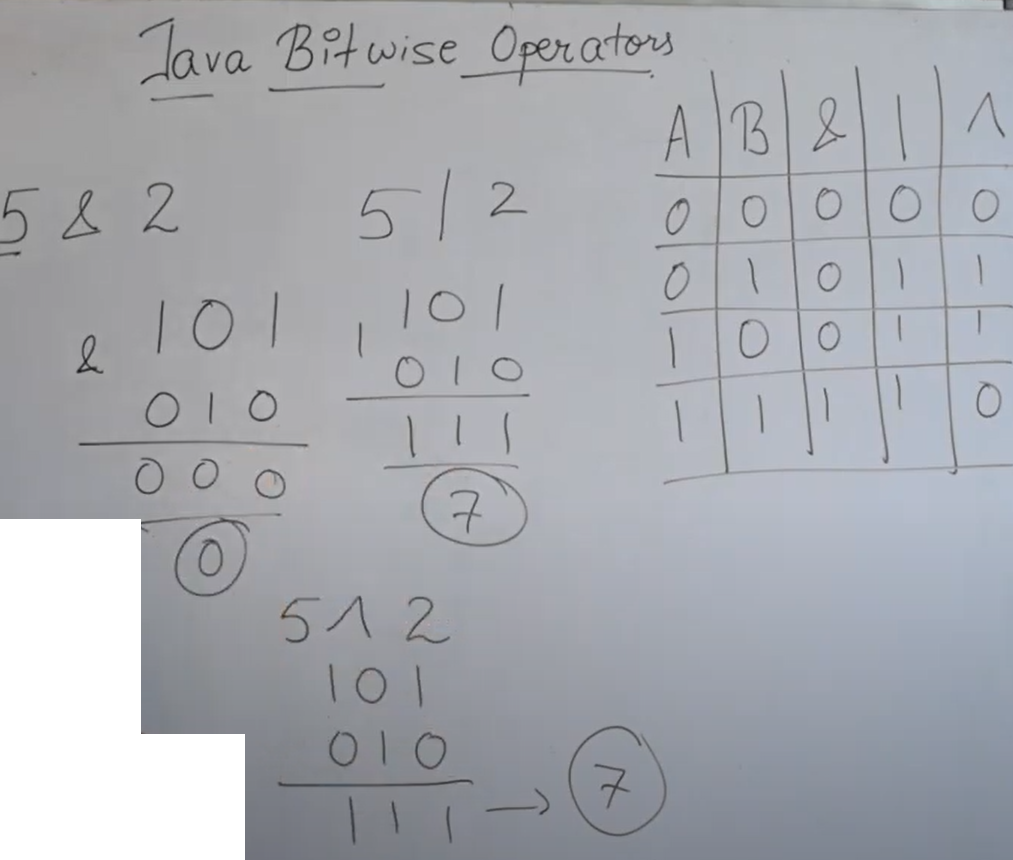 Java Bitwise Operators
5 & 2
& 101
010
000
0
5 | 2
| 101
010
111
7
5 ^ 2
101
010
111 → 7
A B & | ^
0 0 0 0 0
0 1 0 1 1
1 0 0 1 1
1 1 1 1 0